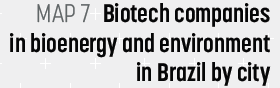 MAP 7 Biotech companies
in bioenergy and environment
in Brazil by city